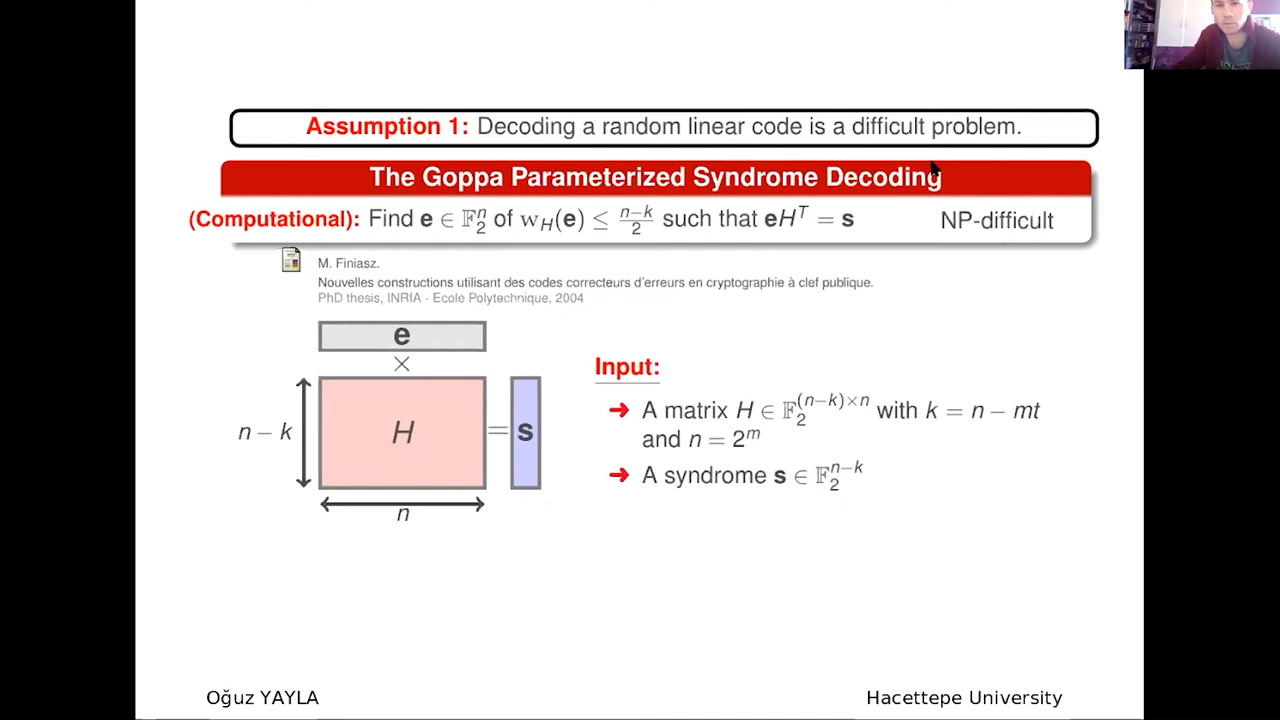 Assumption 1: Decoding a random linear code is a difficult problem.
The Goppa Parameterized Syndrome Decoding
(Computational): Find e ∈ 𝔽₂ⁿ of w_H(e) ≤ (n−k)/2 such that eHᵀ = s NP-difficult
M. Finiasz.
Nouvelles constructions utilisant des codes correcteurs d'erreurs en cryptographie à clef publique.
PhD thesis, INRIA - Ecole Polytechnique, 2004
e
×
n − k H = s
n
Input:
➜ A matrix H ∈ 𝔽₂^((n−k)×n) with k = n − mt
and n = 2ᵐ
➜ A syndrome s ∈ 𝔽₂^(n−k)
Oğuz YAYLA
Hacettepe University